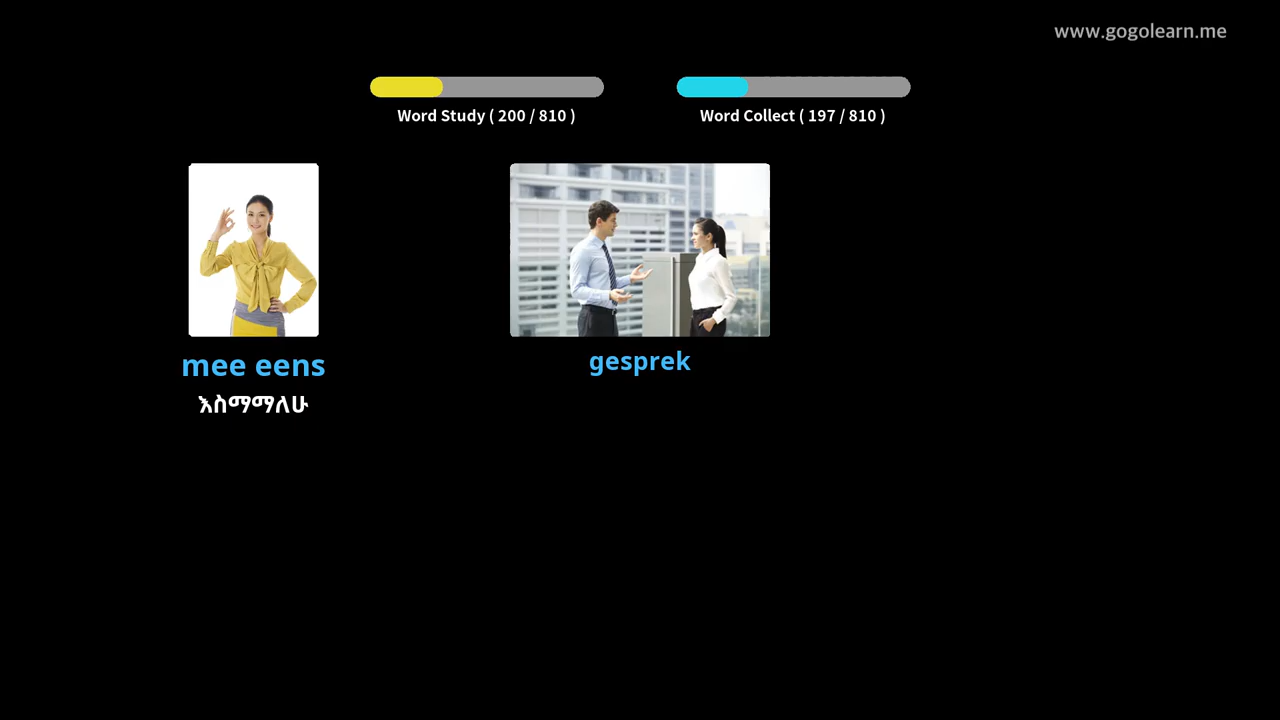 www.gogolearn.me
Word Study ( 200 / 810 )
Word Collect ( 197 / 810 )
mee eens
እስማማለሁ
gesprek